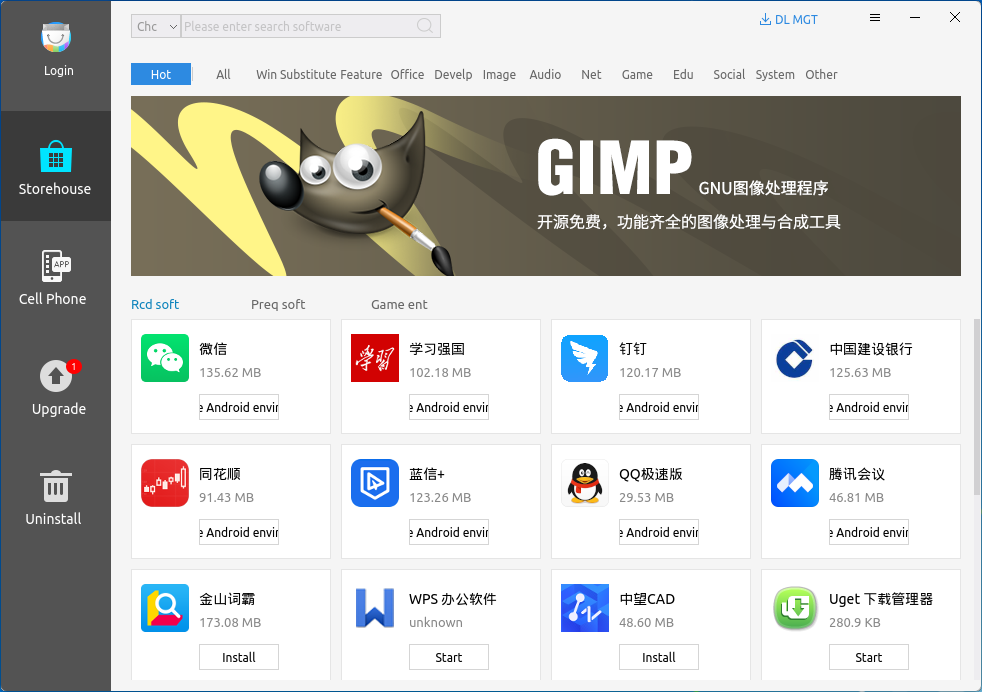 Chc
Please enter search software
DL MGT
Login
Hot All Win Substitute Feature Office Develp Image Audio Net Game Edu Social System Other
GIMP GNU图像处理程序
开源免费，功能齐全的图像处理与合成工具
Storehouse
APP
Cell Phone
1
Upgrade
Uninstall
Rcd soft Preq soft Game ent
微信
135.62 MB
e Android envir
学习
学习强国
102.18 MB
e Android envir
钉钉
120.17 MB
e Android envir
中国建设银行
125.63 MB
e Android envir
同花顺
91.43 MB
e Android envir
蓝信+
123.26 MB
e Android envir
QQ极速版
29.53 MB
e Android envir
腾讯会议
46.81 MB
e Android envir
金山词霸
173.08 MB
Install
WPS 办公软件
unknown
Start
中望CAD
48.60 MB
Install
Uget 下载管理器
280.9 KB
Start